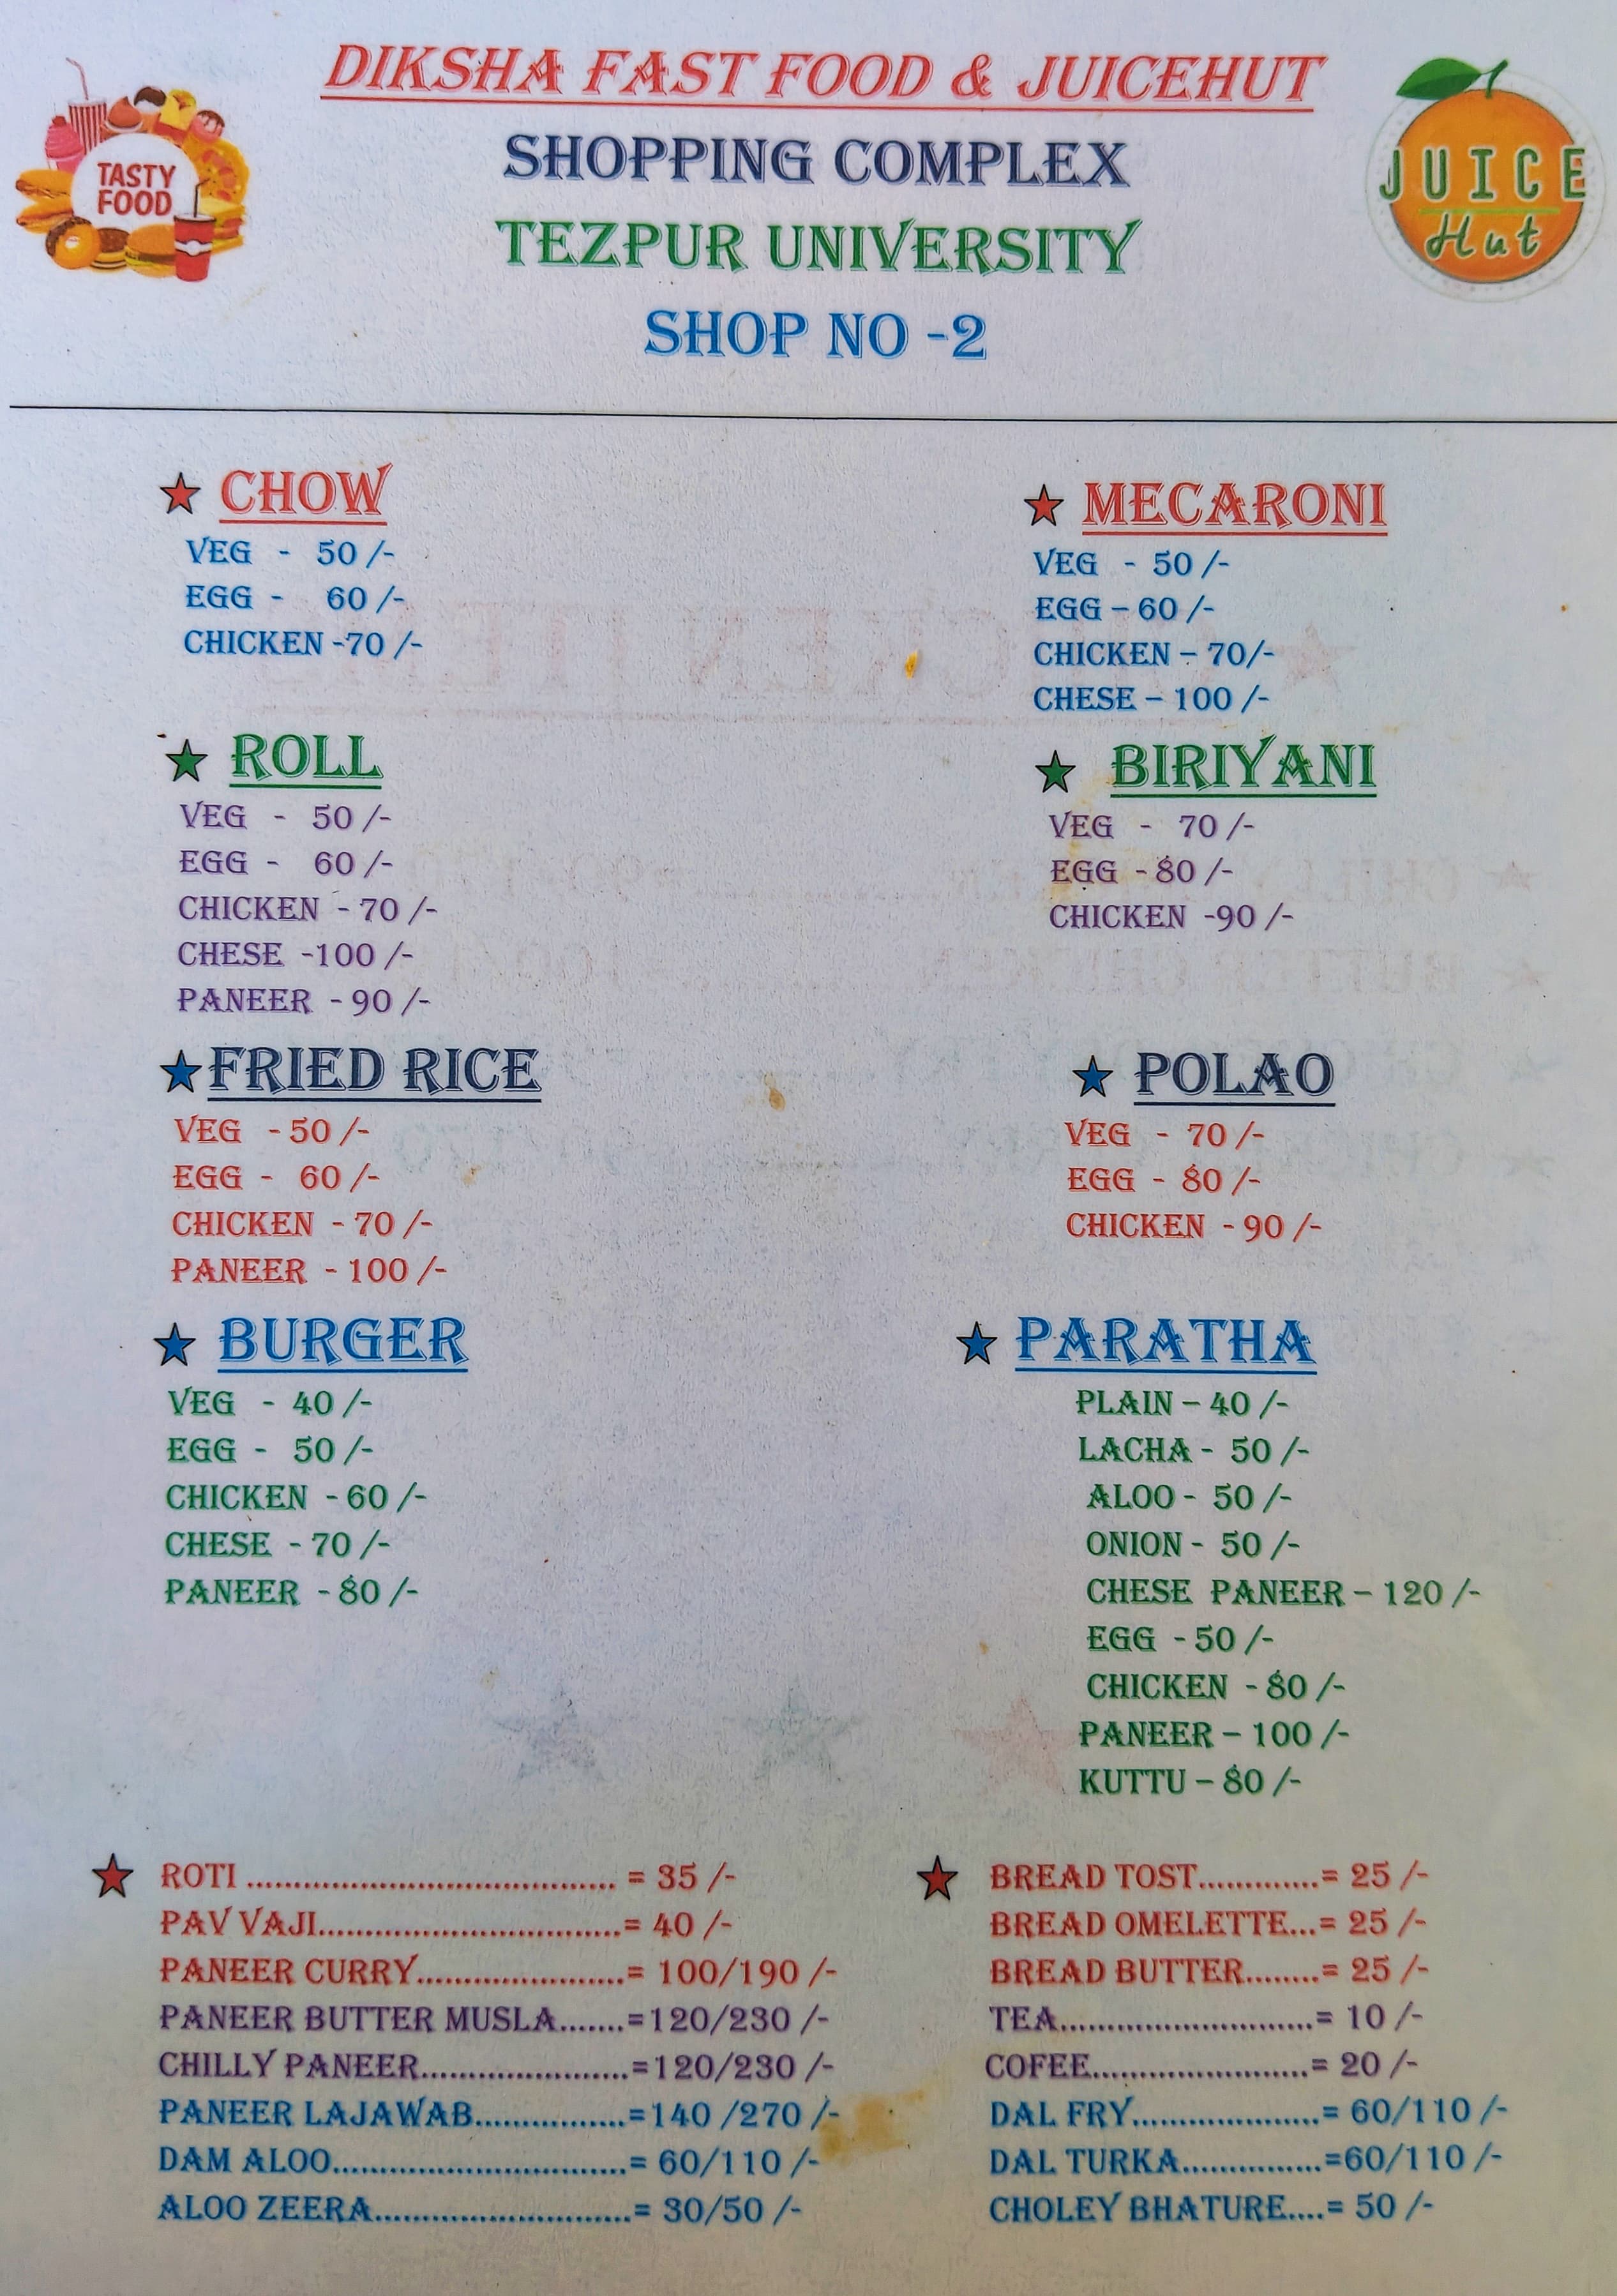 DIKSHA FAST FOOD & JUICEHUT
SHOPPING COMPLEX
TEZPUR UNIVERSITY
SHOP NO -2
TASTY
FOOD
JUICE
Hut
CHOW
VEG - 50 /-
EGG - 60 /-
CHICKEN -70 /-
ROLL
VEG - 50 /-
EGG - 60 /-
CHICKEN - 70 /-
CHESE -100 /-
PANEER - 90 /-
FRIED RICE
VEG - 50 /-
EGG - 60 /-
CHICKEN - 70 /-
PANEER - 100 /-
BURGER
VEG - 40 /-
EGG - 50 /-
CHICKEN - 60 /-
CHESE - 70 /-
PANEER - 80 /-
MECARONI
VEG - 50 /-
EGG – 60 /-
CHICKEN – 70/-
CHESE – 100 /-
BIRIYANI
VEG - 70 /-
EGG - 80 /-
CHICKEN -90 /-
POLAO
VEG - 70 /-
EGG - 80 /-
CHICKEN - 90 /-
PARATHA
PLAIN – 40 /-
LACHA - 50 /-
ALOO - 50 /-
ONION - 50 /-
CHESE PANEER – 120 /-
EGG - 50 /-
CHICKEN - 80 /-
PANEER – 100 /-
KUTTU – 80 /-
ROTI ....................................... = 35 /-
PAV VAJI................................= 40 /-
PANEER CURRY......................= 100/190 /-
PANEER BUTTER MUSLA.......=120/230 /-
CHILLY PANEER......................=120/230 /-
PANEER LAJAWAB................=140 /270 /-
DAM ALOO...............................= 60/110 /-
ALOO ZEERA...........................= 30/50 /-
BREAD TOST.............= 25 /-
BREAD OMELETTE...= 25 /-
BREAD BUTTER........= 25 /-
TEA...........................= 10 /-
COFEE.......................= 20 /-
DAL FRY....................= 60/110 /-
DAL TURKA...............=60/110 /-
CHOLEY BHATURE....= 50 /-